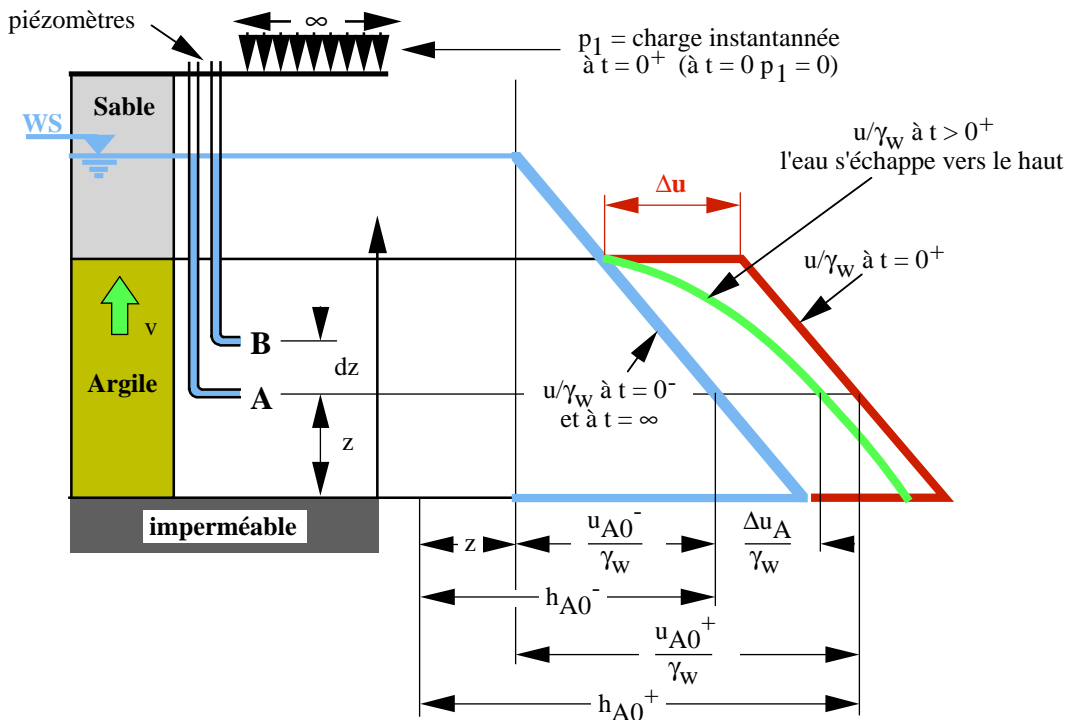 piézomètres
∞
p1 = charge instantannée
à t = 0+ (à t = 0 p1 = 0)
Sable
WS
u/γw à t > 0+
l'eau s'échappe vers le haut
Δu
u/γw à t = 0+
v
B
dz
Argile
A
u/γw à t = 0-
et à t = ∞
z
imperméable
z
uA0-
γw
ΔuA
γw
hA0-
uA0+
γw
hA0+